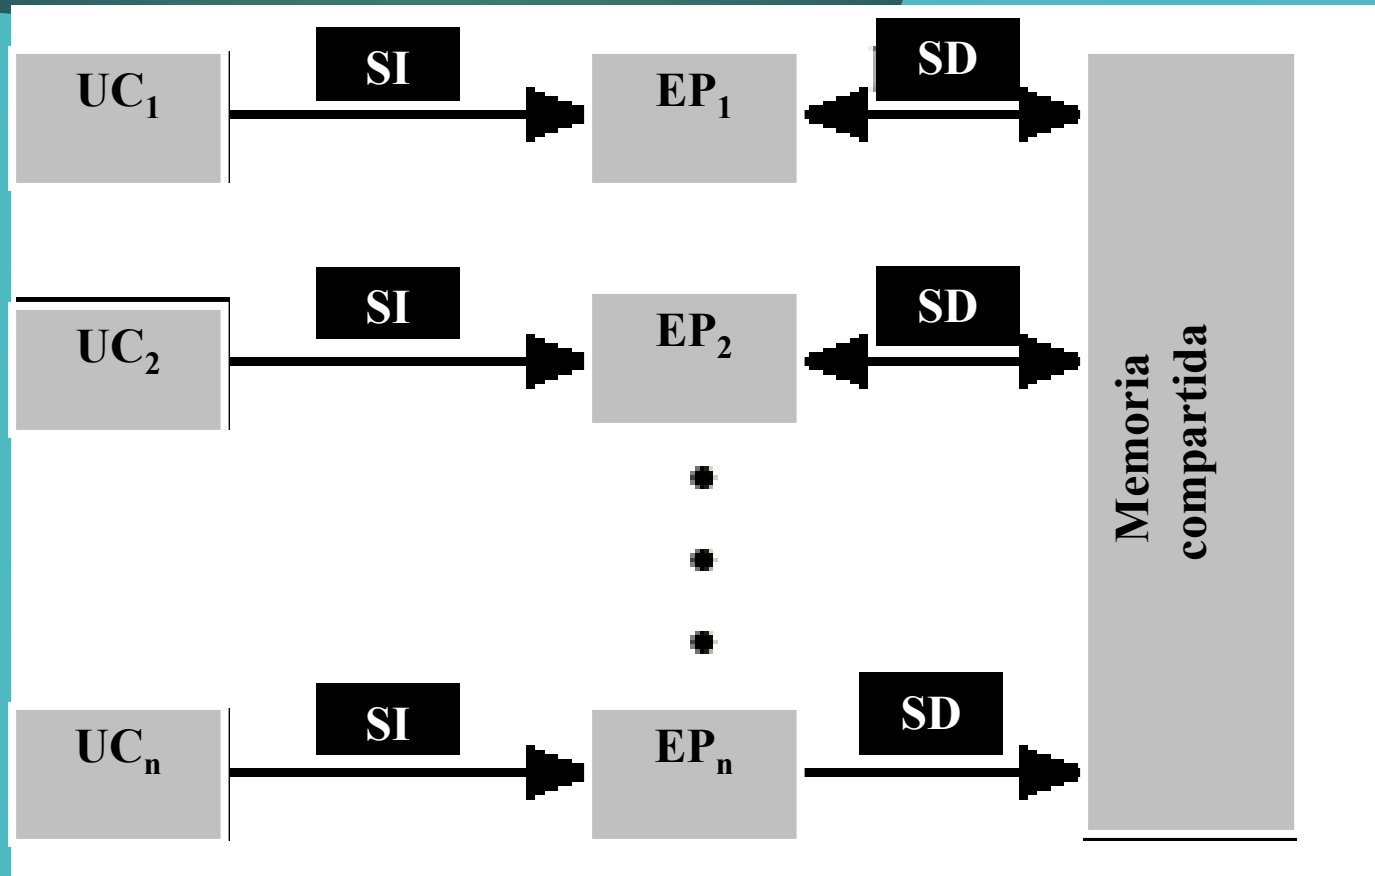 UC1
SI
EP1
SD
UC2
SI
EP2
SD
Memoria
compartida
UCn
SI
EPn
SD